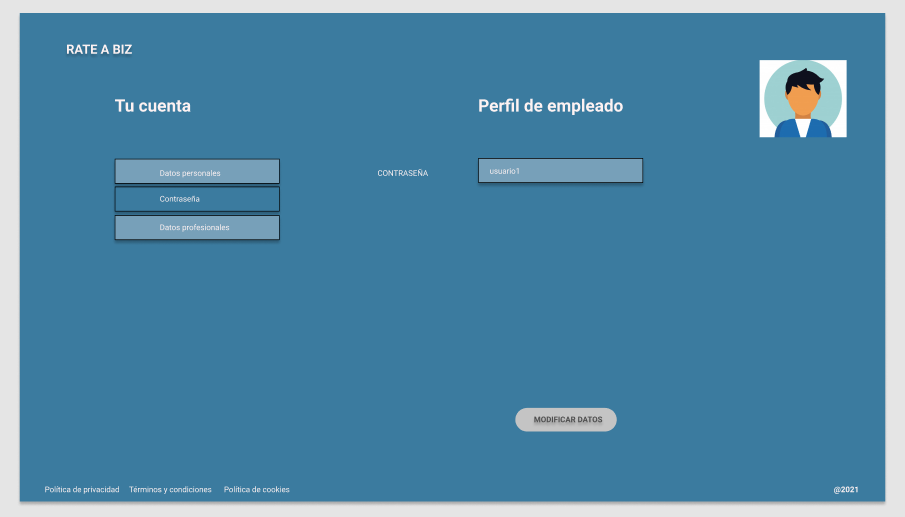 RATE A BIZ
Tu cuenta
Perfil de empleado
Datos personales
Contraseña
Datos profesionales
CONTRASEÑA
usuario1
MODIFICAR DATOS
Política de privacidad Términos y condiciones Política de cookies
@2021